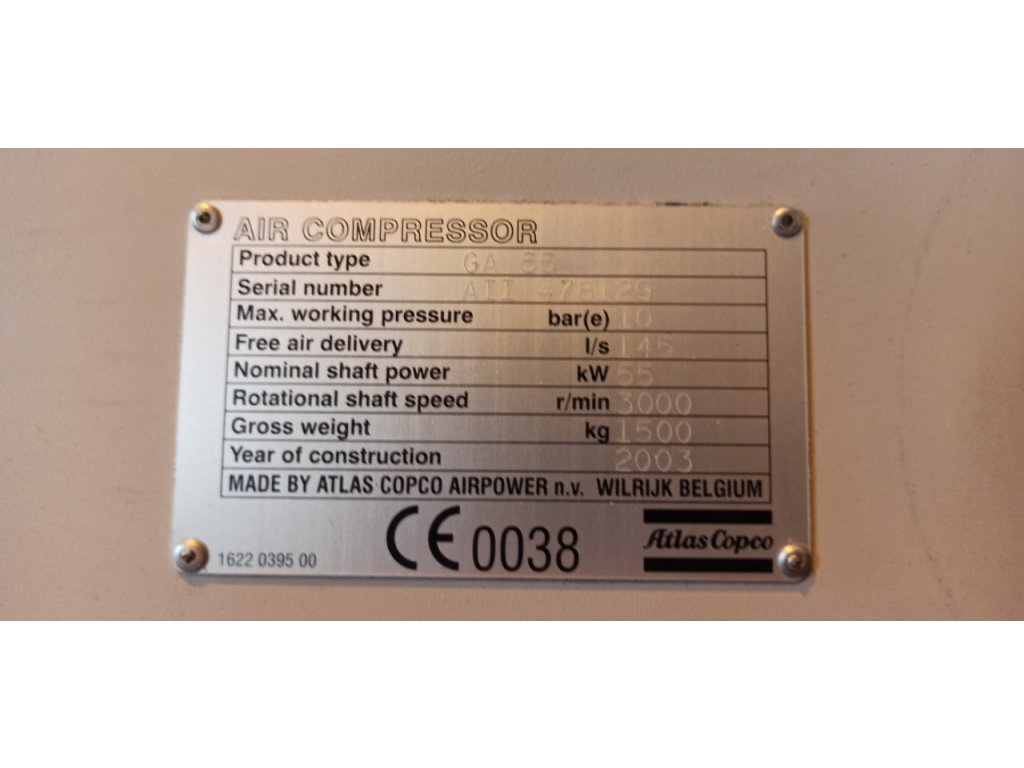 AIR COMPRESSOR
Product type GA 55
Serial number AII 478129
Max. working pressure bar(e) 10
Free air delivery l/s 145
Nominal shaft power kW 55
Rotational shaft speed r/min 3000
Gross weight kg 1500
Year of construction 2003
MADE BY ATLAS COPCO AIRPOWER n.v. WILRIJK BELGIUM
1622 0395 00 CE 0038 Atlas Copco